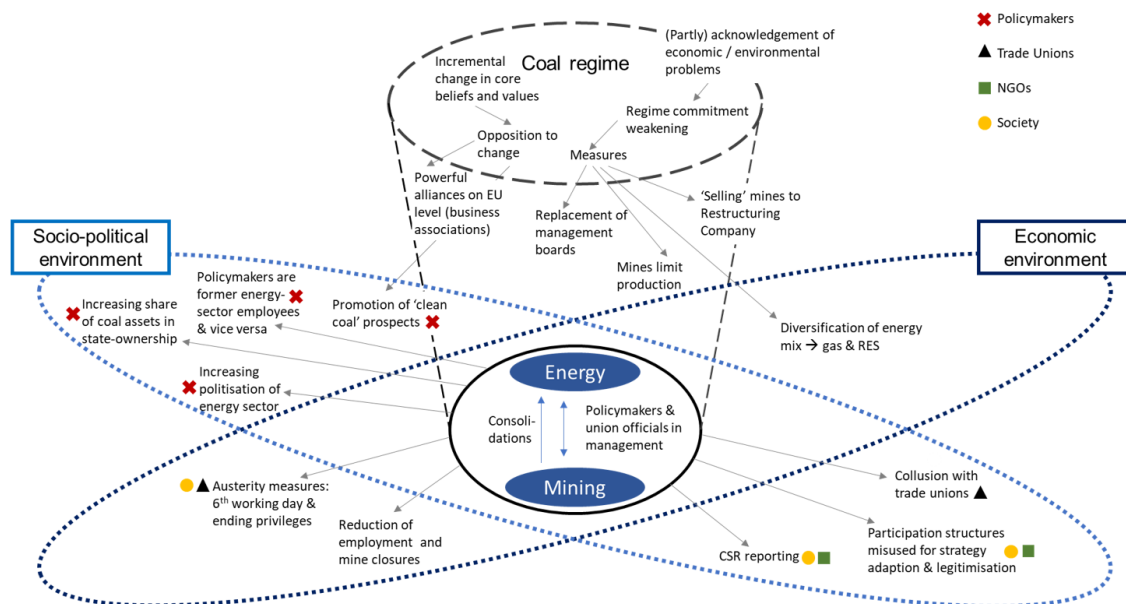 Policymakers
Trade Unions
NGOs
Society
Coal regime
Incremental
change in core
beliefs and values
(Partly) acknowledgement of
economic / environmental
problems
Regime commitment
weakening
Opposition to
change
Measures
Powerful
alliances on EU
level (business
associations)
Replacement of
management
boards
'Selling' mines to
Restructuring
Company
Mines limit
production
Socio-political
environment
Economic
environment
Policymakers are
former energy-
sector employees
& vice versa
Increasing share
of coal assets in
state-ownership
Promotion of 'clean
coal' prospects
Diversification of energy
mix → gas & RES
Increasing
politisation of
energy sector
Energy
Consoli-
dations
Policymakers &
union officials in
management
Mining
Austerity measures:
6th working day &
ending privileges
Reduction of
employment and
mine closures
Collusion with
trade unions
CSR reporting
Participation structures
misused for strategy
adaption & legitimisation